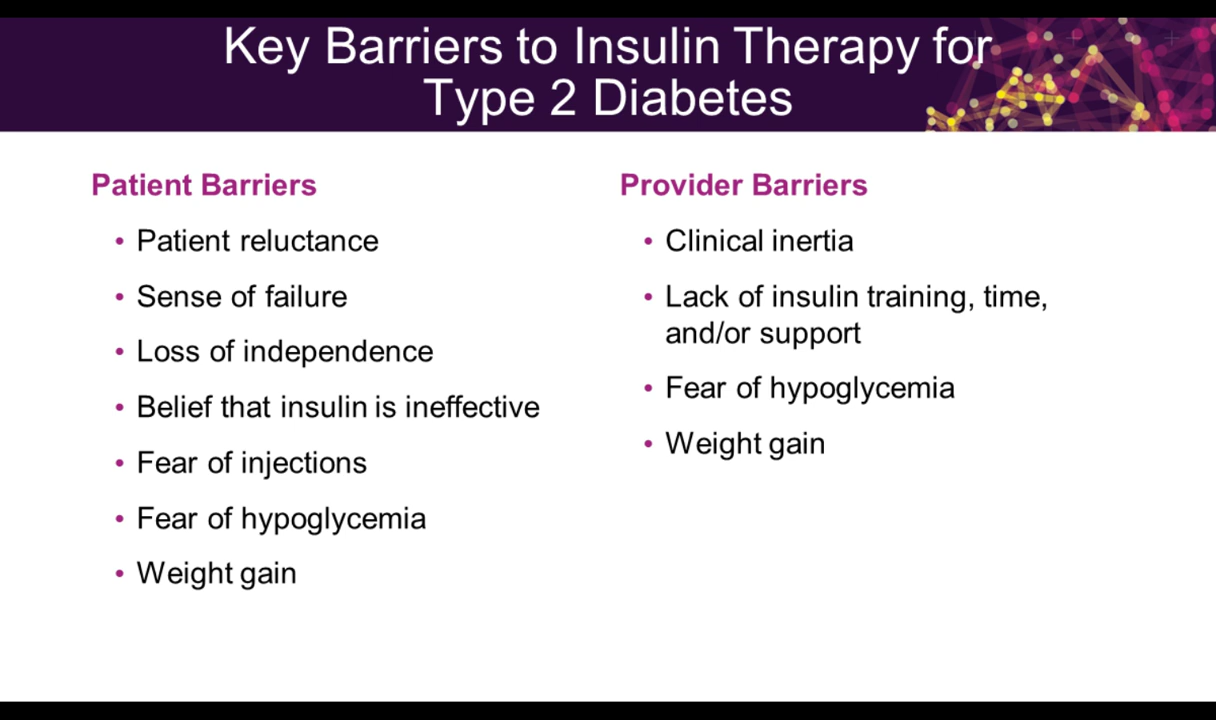 Key Barriers to Insulin Therapy for
Type 2 Diabetes
Patient Barriers
• Patient reluctance
• Sense of failure
• Loss of independence
• Belief that insulin is ineffective
• Fear of injections
• Fear of hypoglycemia
• Weight gain
Provider Barriers
• Clinical inertia
• Lack of insulin training, time,
and/or support
• Fear of hypoglycemia
• Weight gain